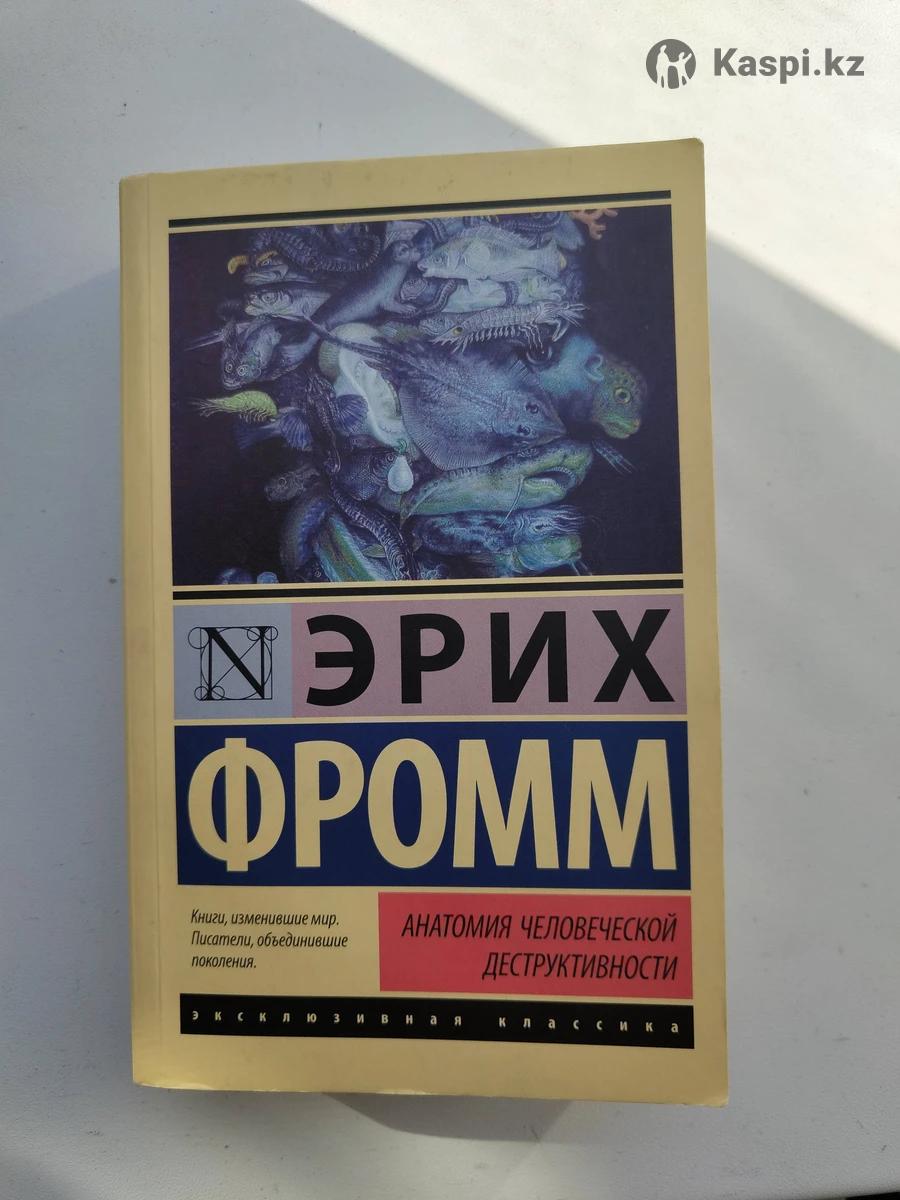 Kaspi.kz
N
ЭРИХ
ФРОММ
Книги, изменившие мир.
Писатели, объединившие
поколения.
АНАТОМИЯ ЧЕЛОВЕЧЕСКОЙ
ДЕСТРУКТИВНОСТИ
эксклюзивная классика